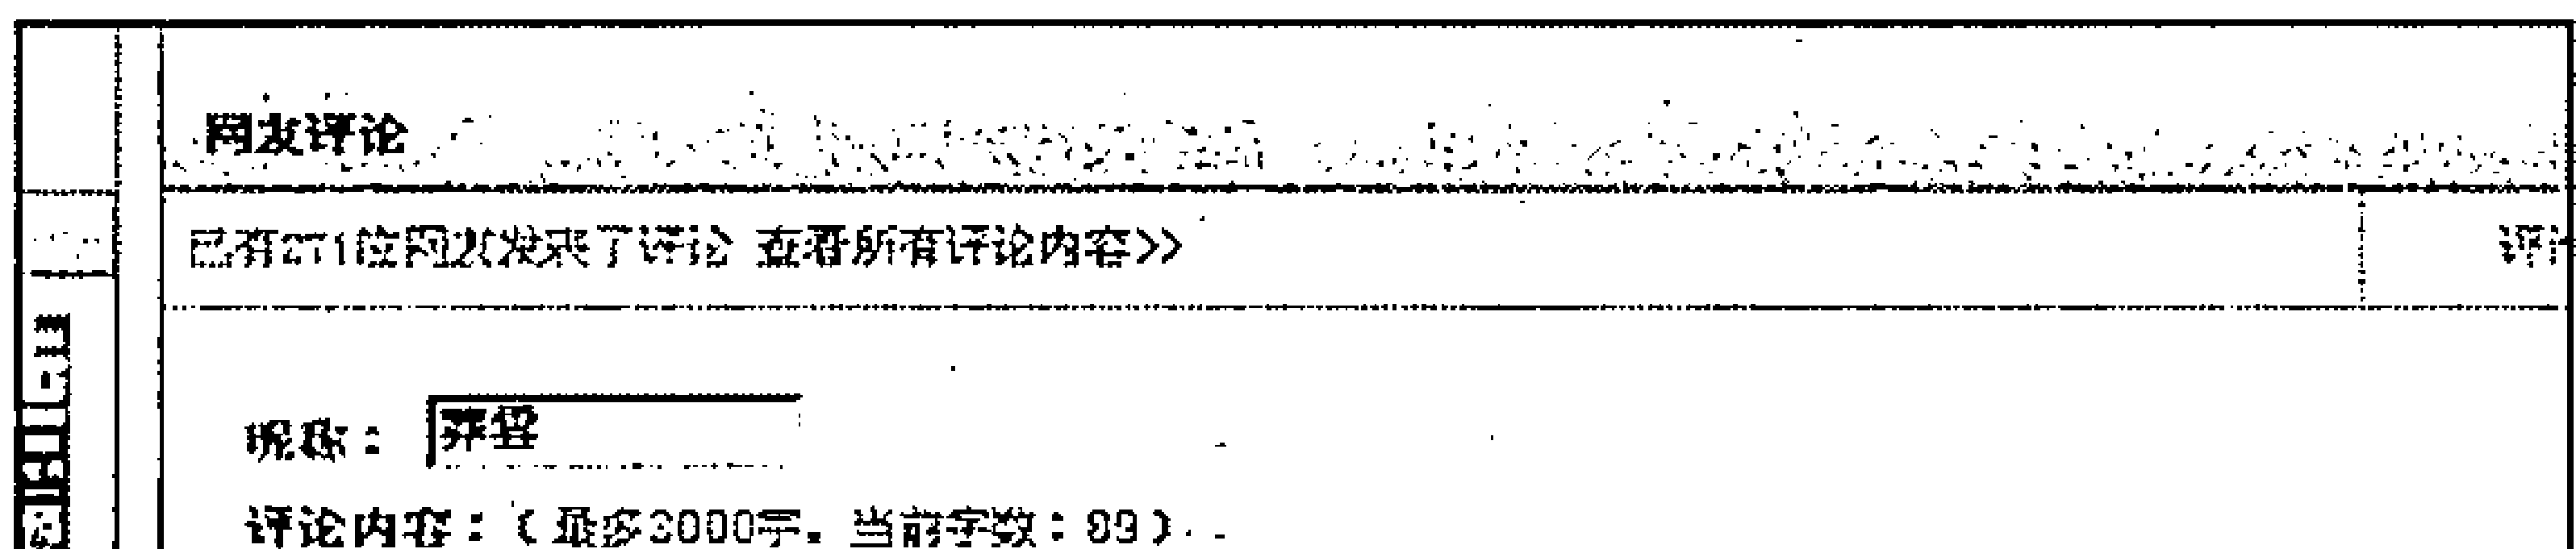 网友评论
已有271位网友发表了评论 查看所有评论内容>>
昵称：
评论内容：（最多3000字。当前字数：89）